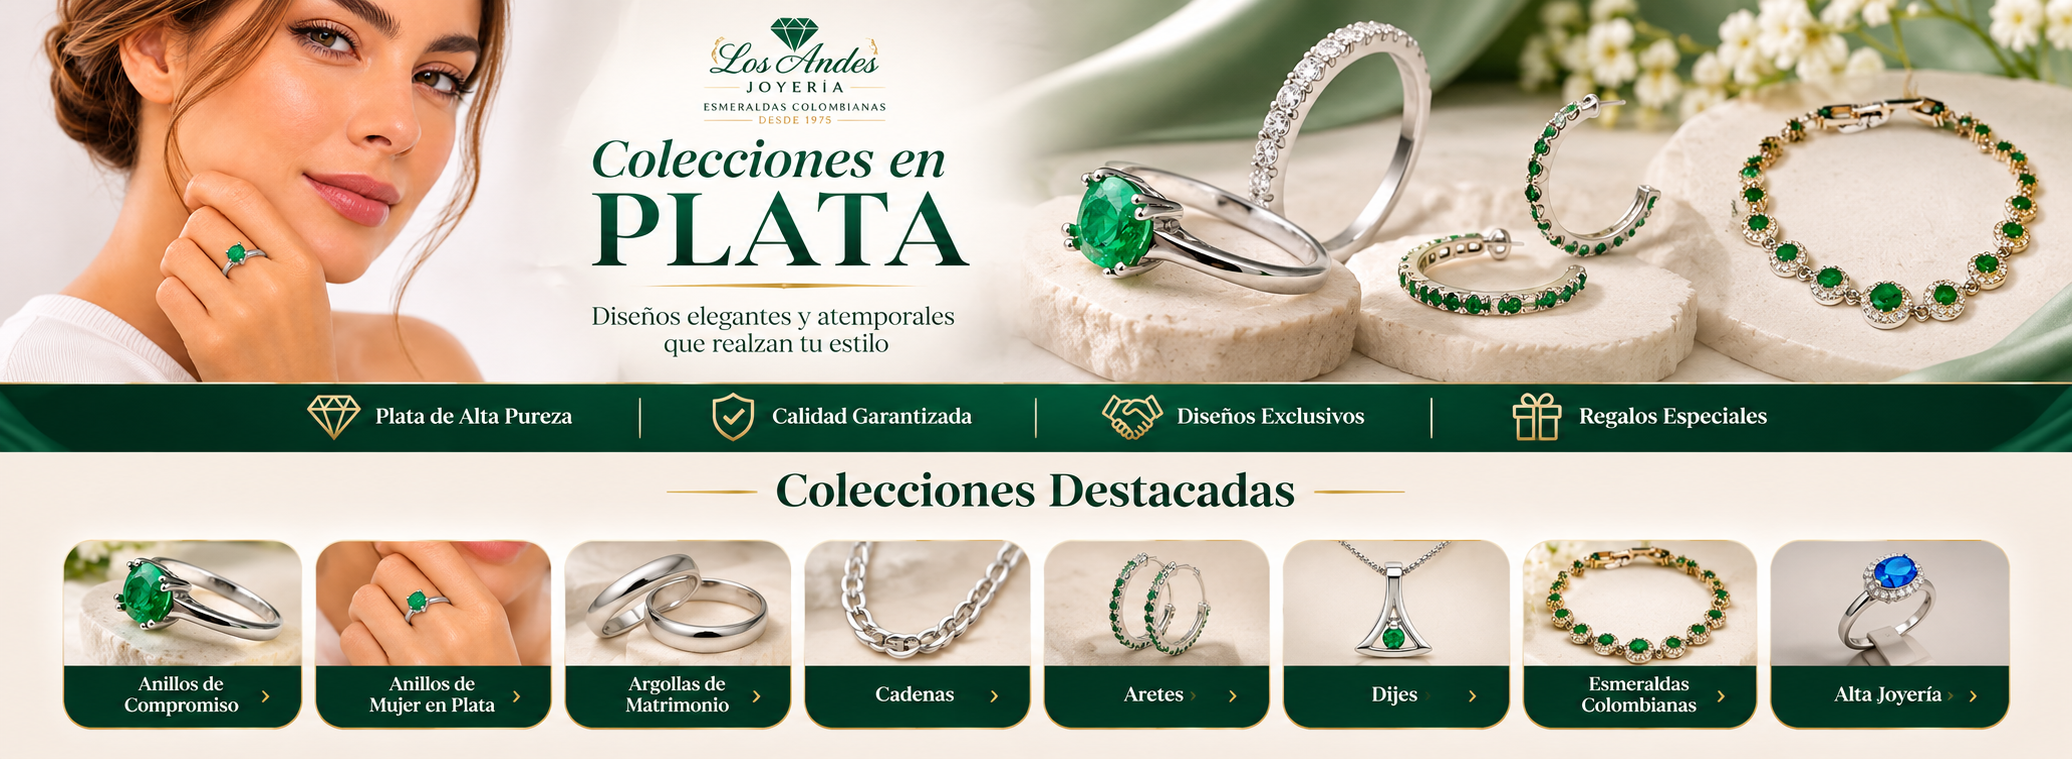 Los Andes
JOYERÍA
ESMERALDAS COLOMBIANAS
DESDE 1975
Colecciones en
PLATA
Diseños elegantes y atemporales
que realzan tu estilo
Plata de Alta Pureza
Calidad Garantizada
Diseños Exclusivos
Regalos Especiales
Colecciones Destacadas
Anillos de
Compromiso
Anillos de
Mujer en Plata
Argollas de
Matrimonio
Cadenas
Aretes
Dijes
Esmeraldas
Colombianas
Alta Joyería